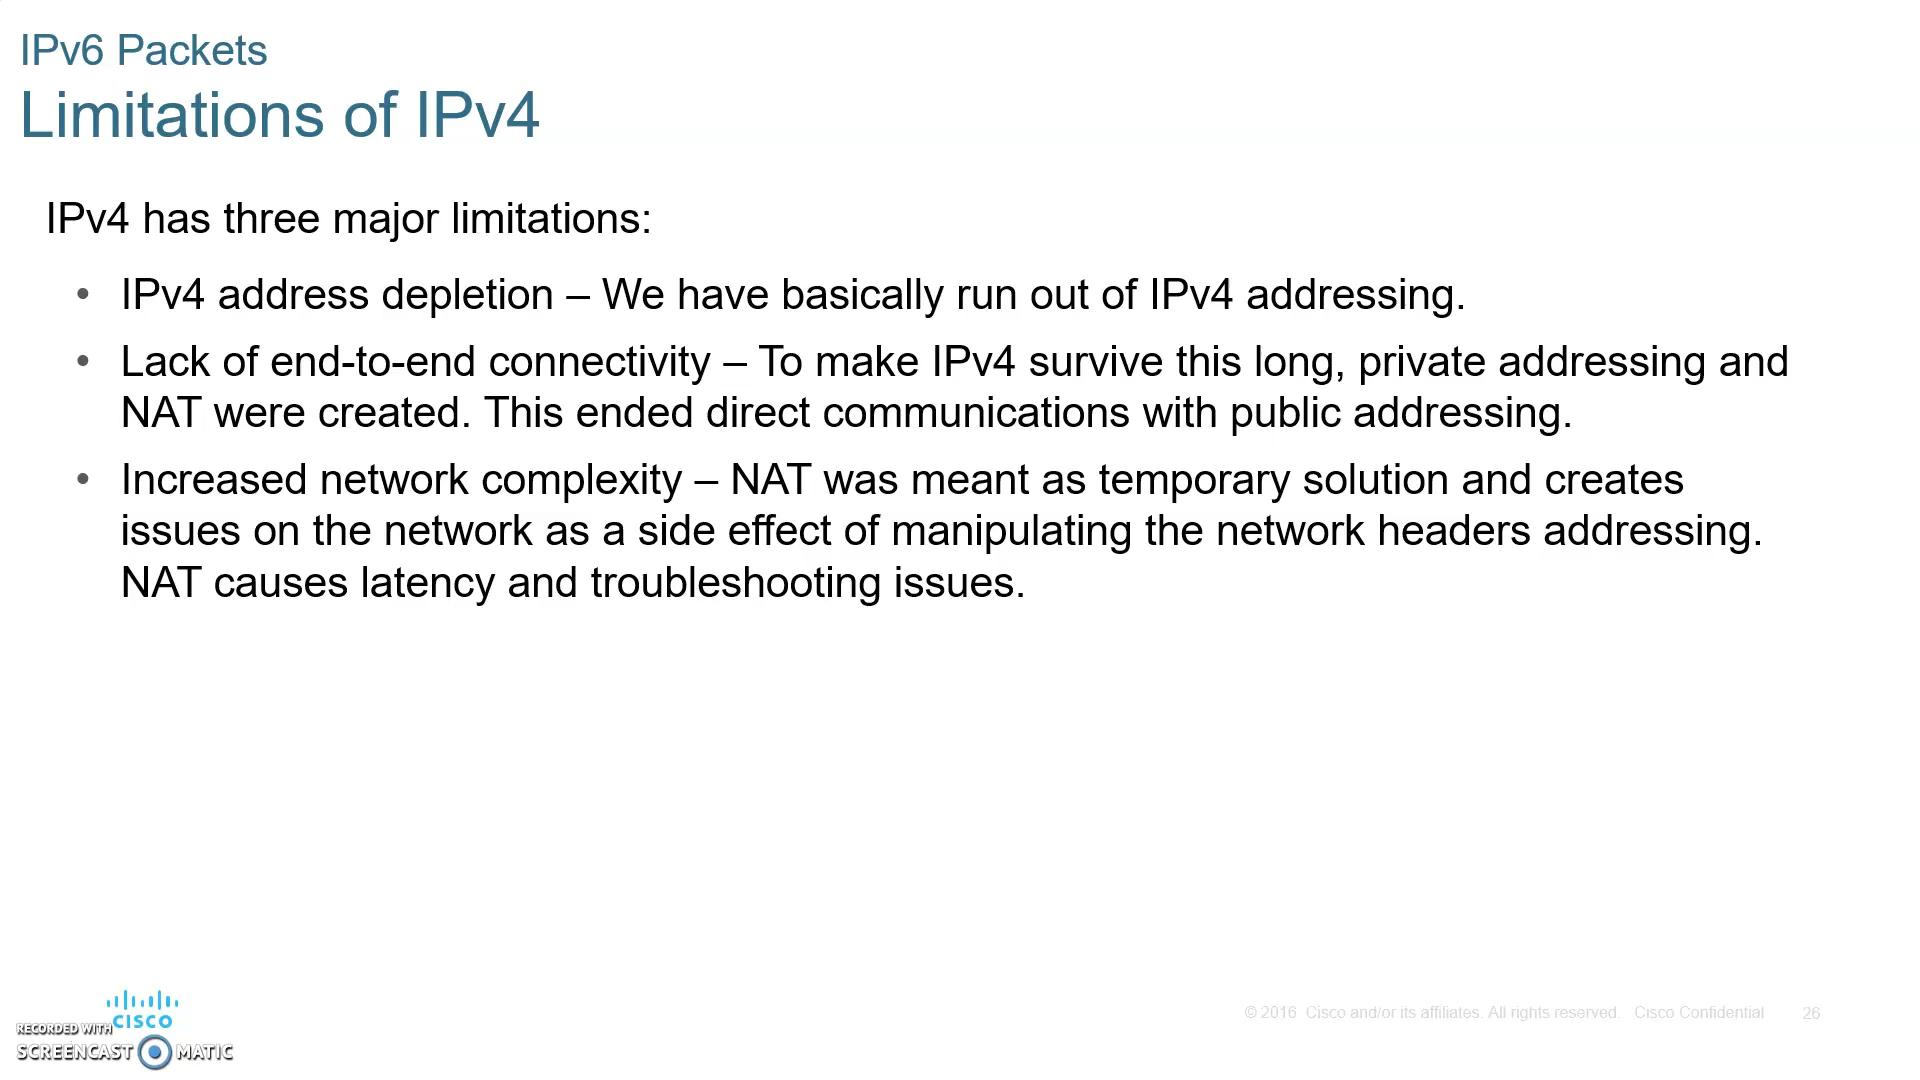 IPv6 Packets
Limitations of IPv4
IPv4 has three major limitations:
• IPv4 address depletion – We have basically run out of IPv4 addressing.
• Lack of end-to-end connectivity – To make IPv4 survive this long, private addressing and
NAT were created. This ended direct communications with public addressing.
• Increased network complexity – NAT was meant as temporary solution and creates
issues on the network as a side effect of manipulating the network headers addressing.
NAT causes latency and troubleshooting issues.
CISCO
RECORDED WITH
SCREENCAST MATIC
© 2016 Cisco and/or its affiliates. All rights reserved. Cisco Confidential 26